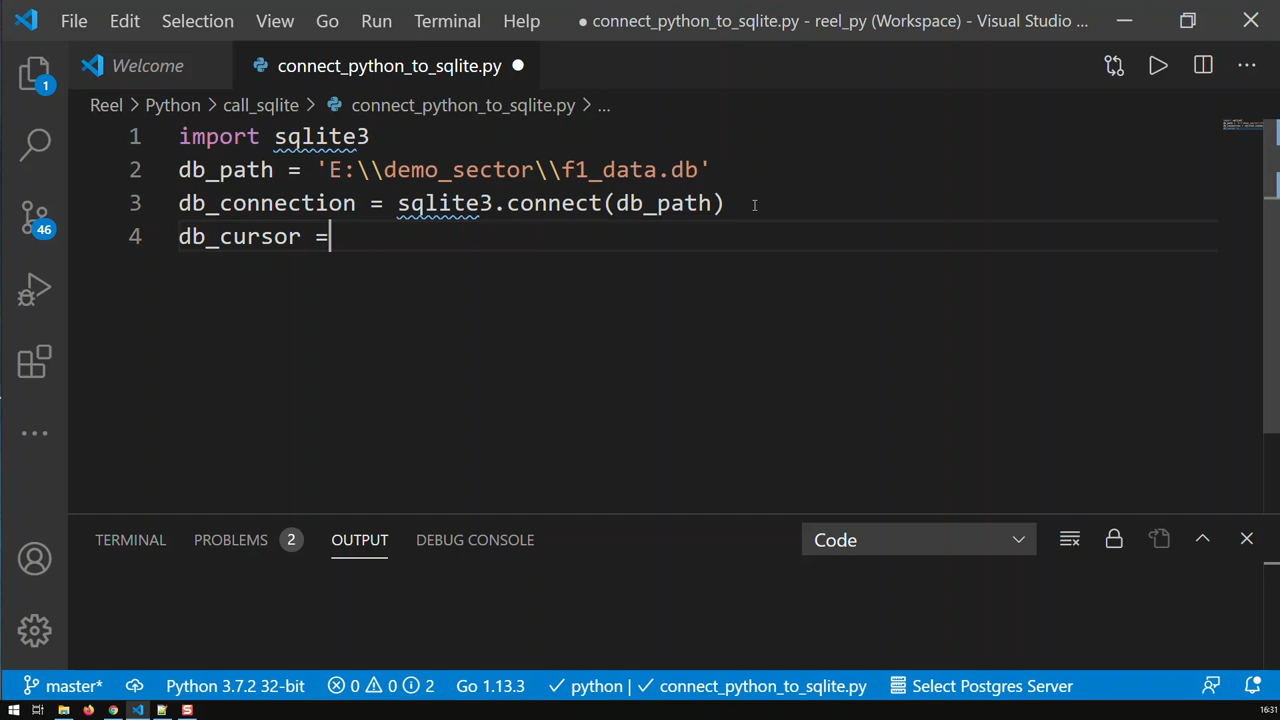 File Edit Selection View Go Run Terminal Help ● connect_python_to_sqlite.py - reel_py (Workspace) - Visual Studio ...
1 Welcome connect_python_to_sqlite.py ●
Reel > Python > call_sqlite > connect_python_to_sqlite.py > ...
1 import sqlite3
2 db_path = 'E:\\demo_sector\\f1_data.db'
3 db_connection = sqlite3.connect(db_path)
4 db_cursor =
46
TERMINAL PROBLEMS 2 OUTPUT DEBUG CONSOLE Code
master* Python 3.7.2 32-bit 0 0 2 Go 1.13.3 ✓ python | ✓ connect_python_to_sqlite.py Select Postgres Server
16:31